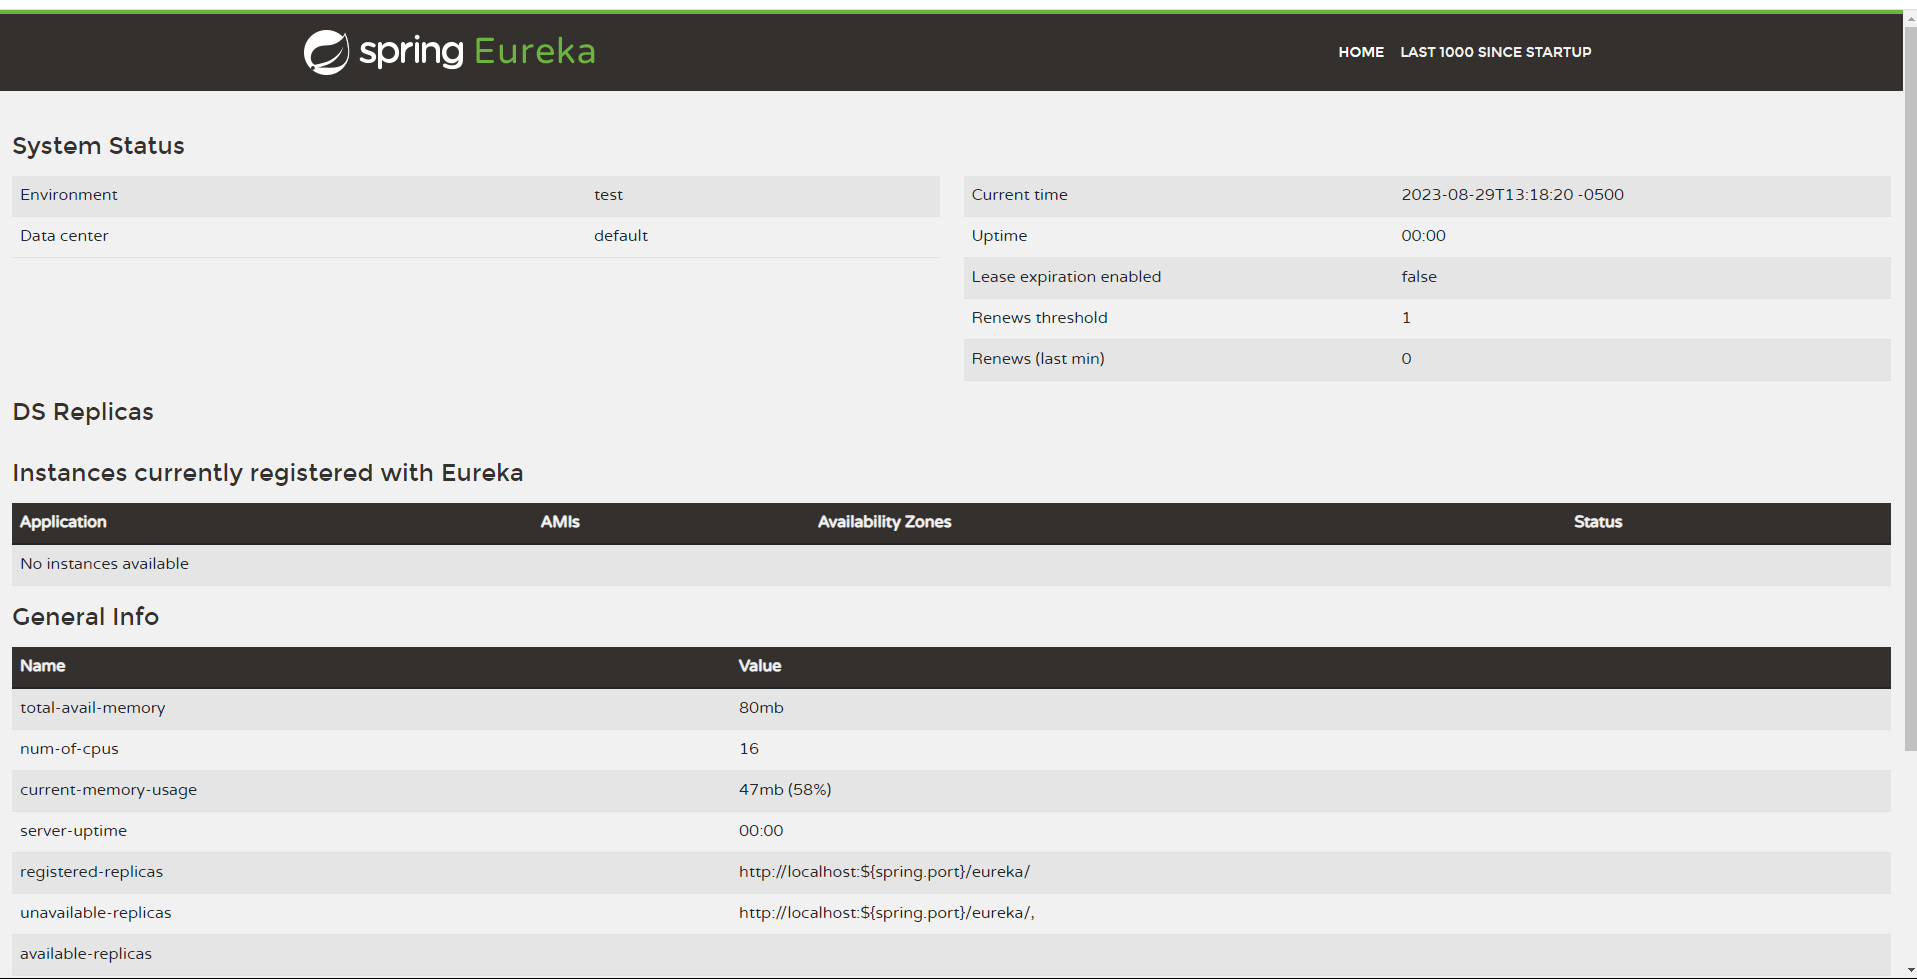 spring Eureka
HOME LAST 1000 SINCE STARTUP
System Status
Environment test
Data center default
Current time 2023-08-29T13:18:20 -0500
Uptime 00:00
Lease expiration enabled false
Renews threshold 1
Renews (last min) 0
DS Replicas
Instances currently registered with Eureka
Application AMIs Availability Zones Status
No instances available
General Info
Name Value
total-avail-memory 80mb
num-of-cpus 16
current-memory-usage 47mb (58%)
server-uptime 00:00
registered-replicas http://localhost:${spring.port}/eureka/
unavailable-replicas http://localhost:${spring.port}/eureka/,
available-replicas